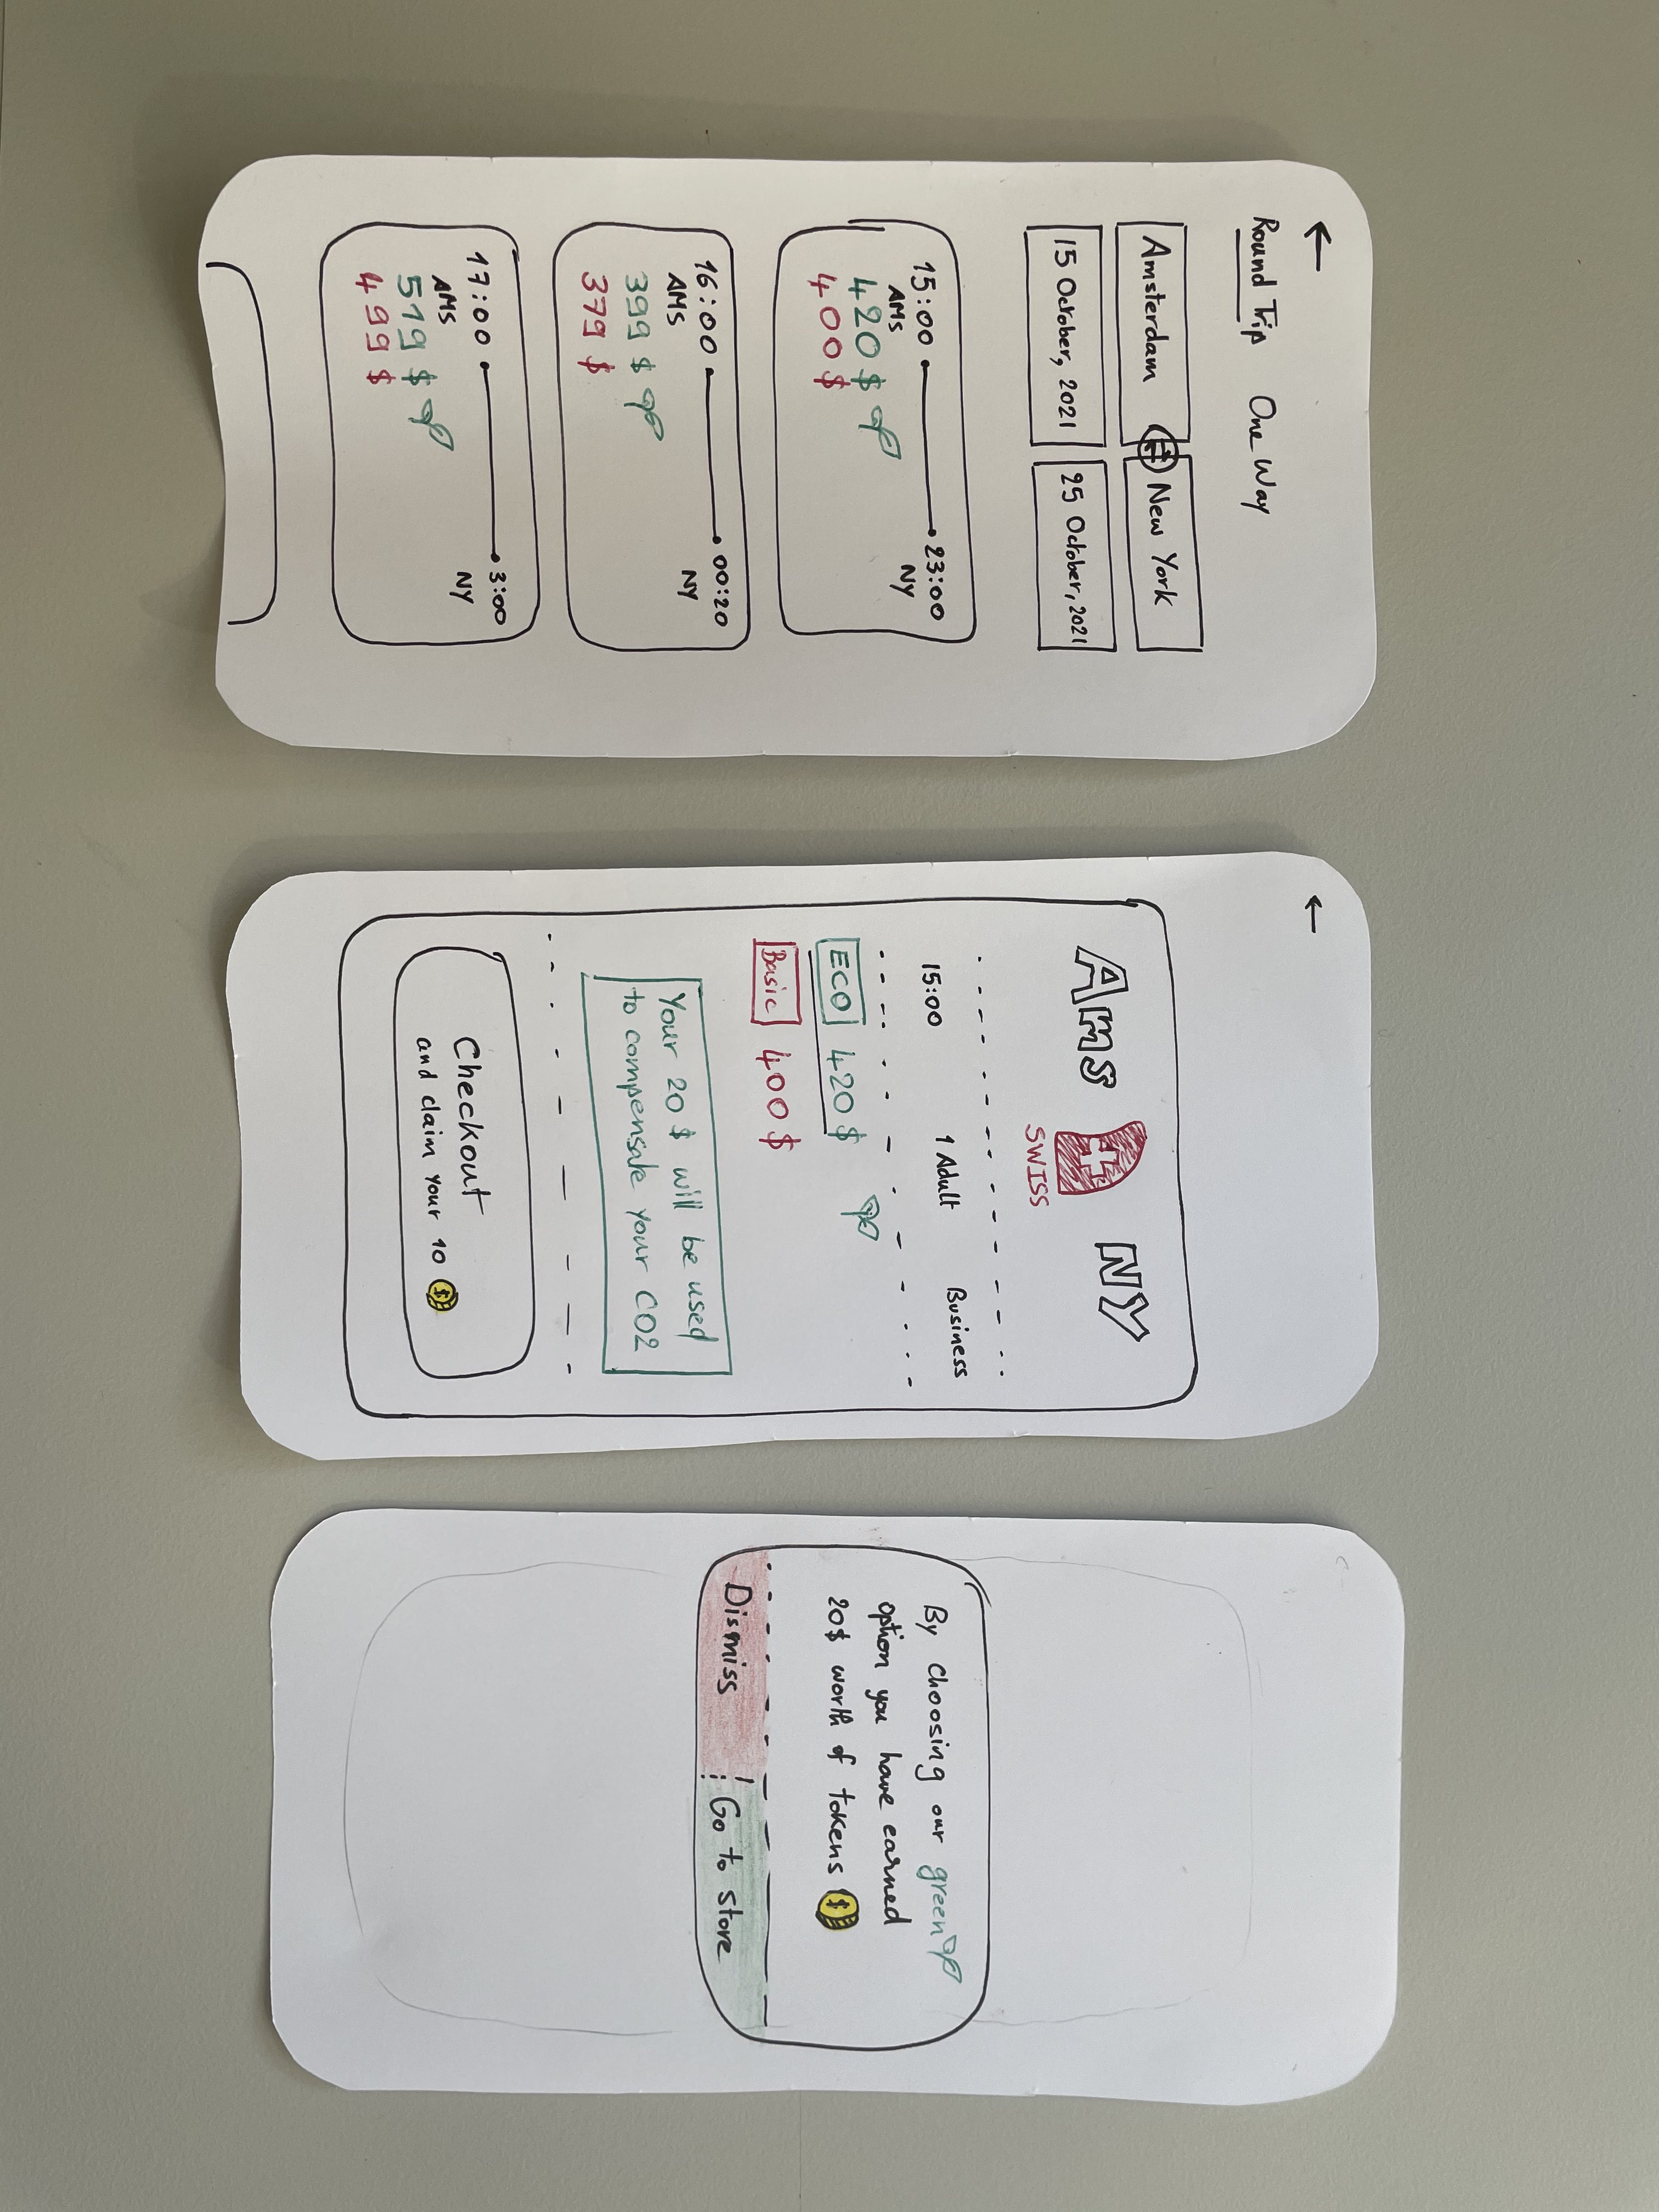 Round Trip One Way
Amsterdam New York
15 October, 2021 25 October, 2021
15:00 23:00
AMS NY
420 $
400 $
16:00 00:20
AMS NY
399 $
379 $
17:00 3:00
AMS NY
519 $
499 $
Ams NY
SWISS
15:00 1 Adult Business
ECO 420 $
Basic 400 $
Your 20 $ will be used
to compensate your CO2
Checkout
and claim your 10 $
By choosing our green
option you have earned
20$ worth of tokens $
Dismiss Go to store